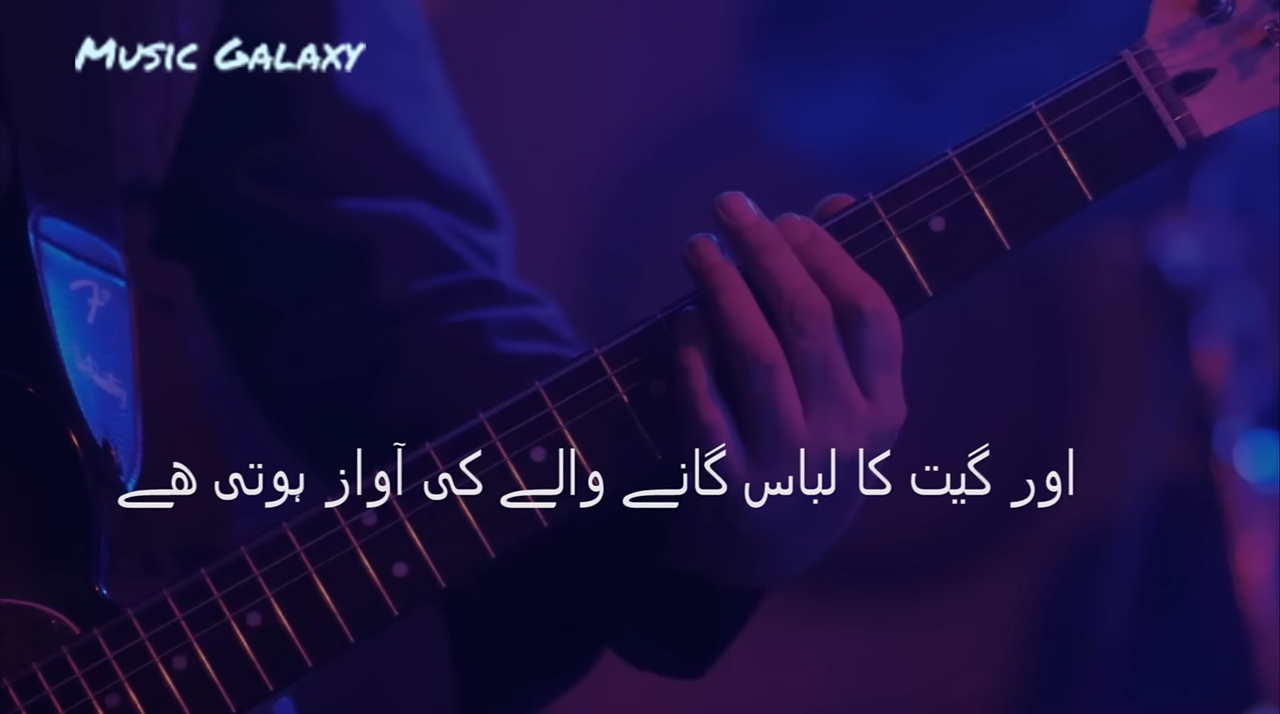 Music Galaxy
اور گیت کا لباس گانے والے کی آواز ہوتی ھے